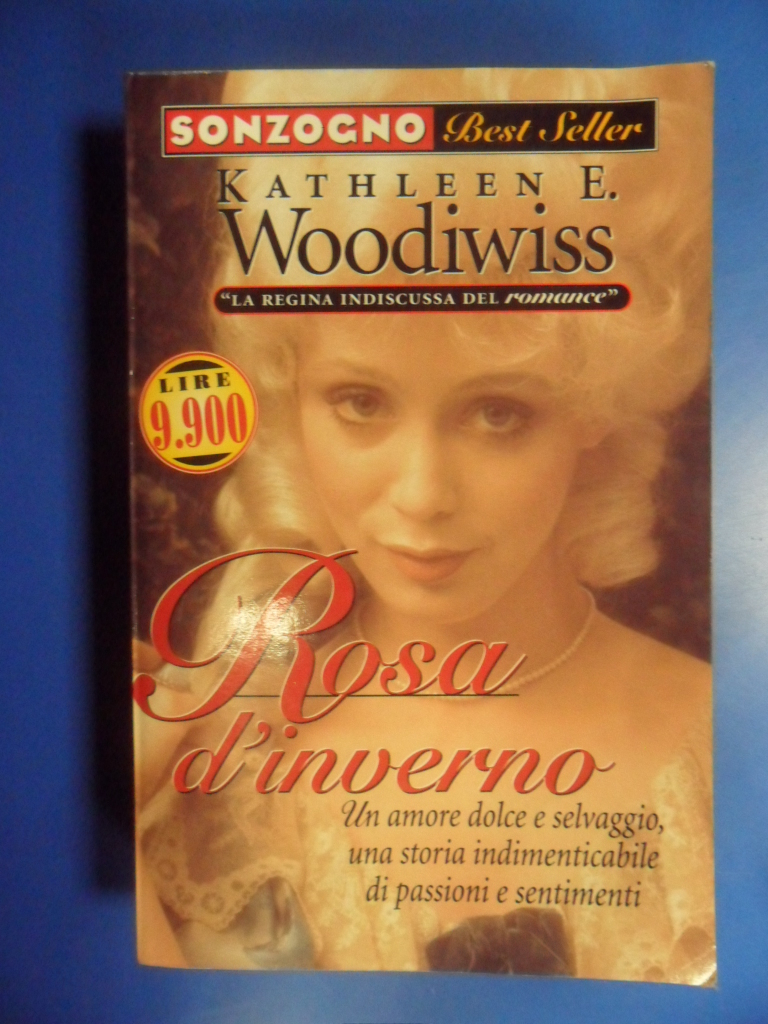 SONZOGNO Best Seller
KATHLEEN E.
Woodiwiss
“LA REGINA INDISCUSSA DEL romance”
LIRE
9.900
Rosa
d'inverno
Un amore dolce e selvaggio,
una storia indimenticabile
di passioni e sentimenti